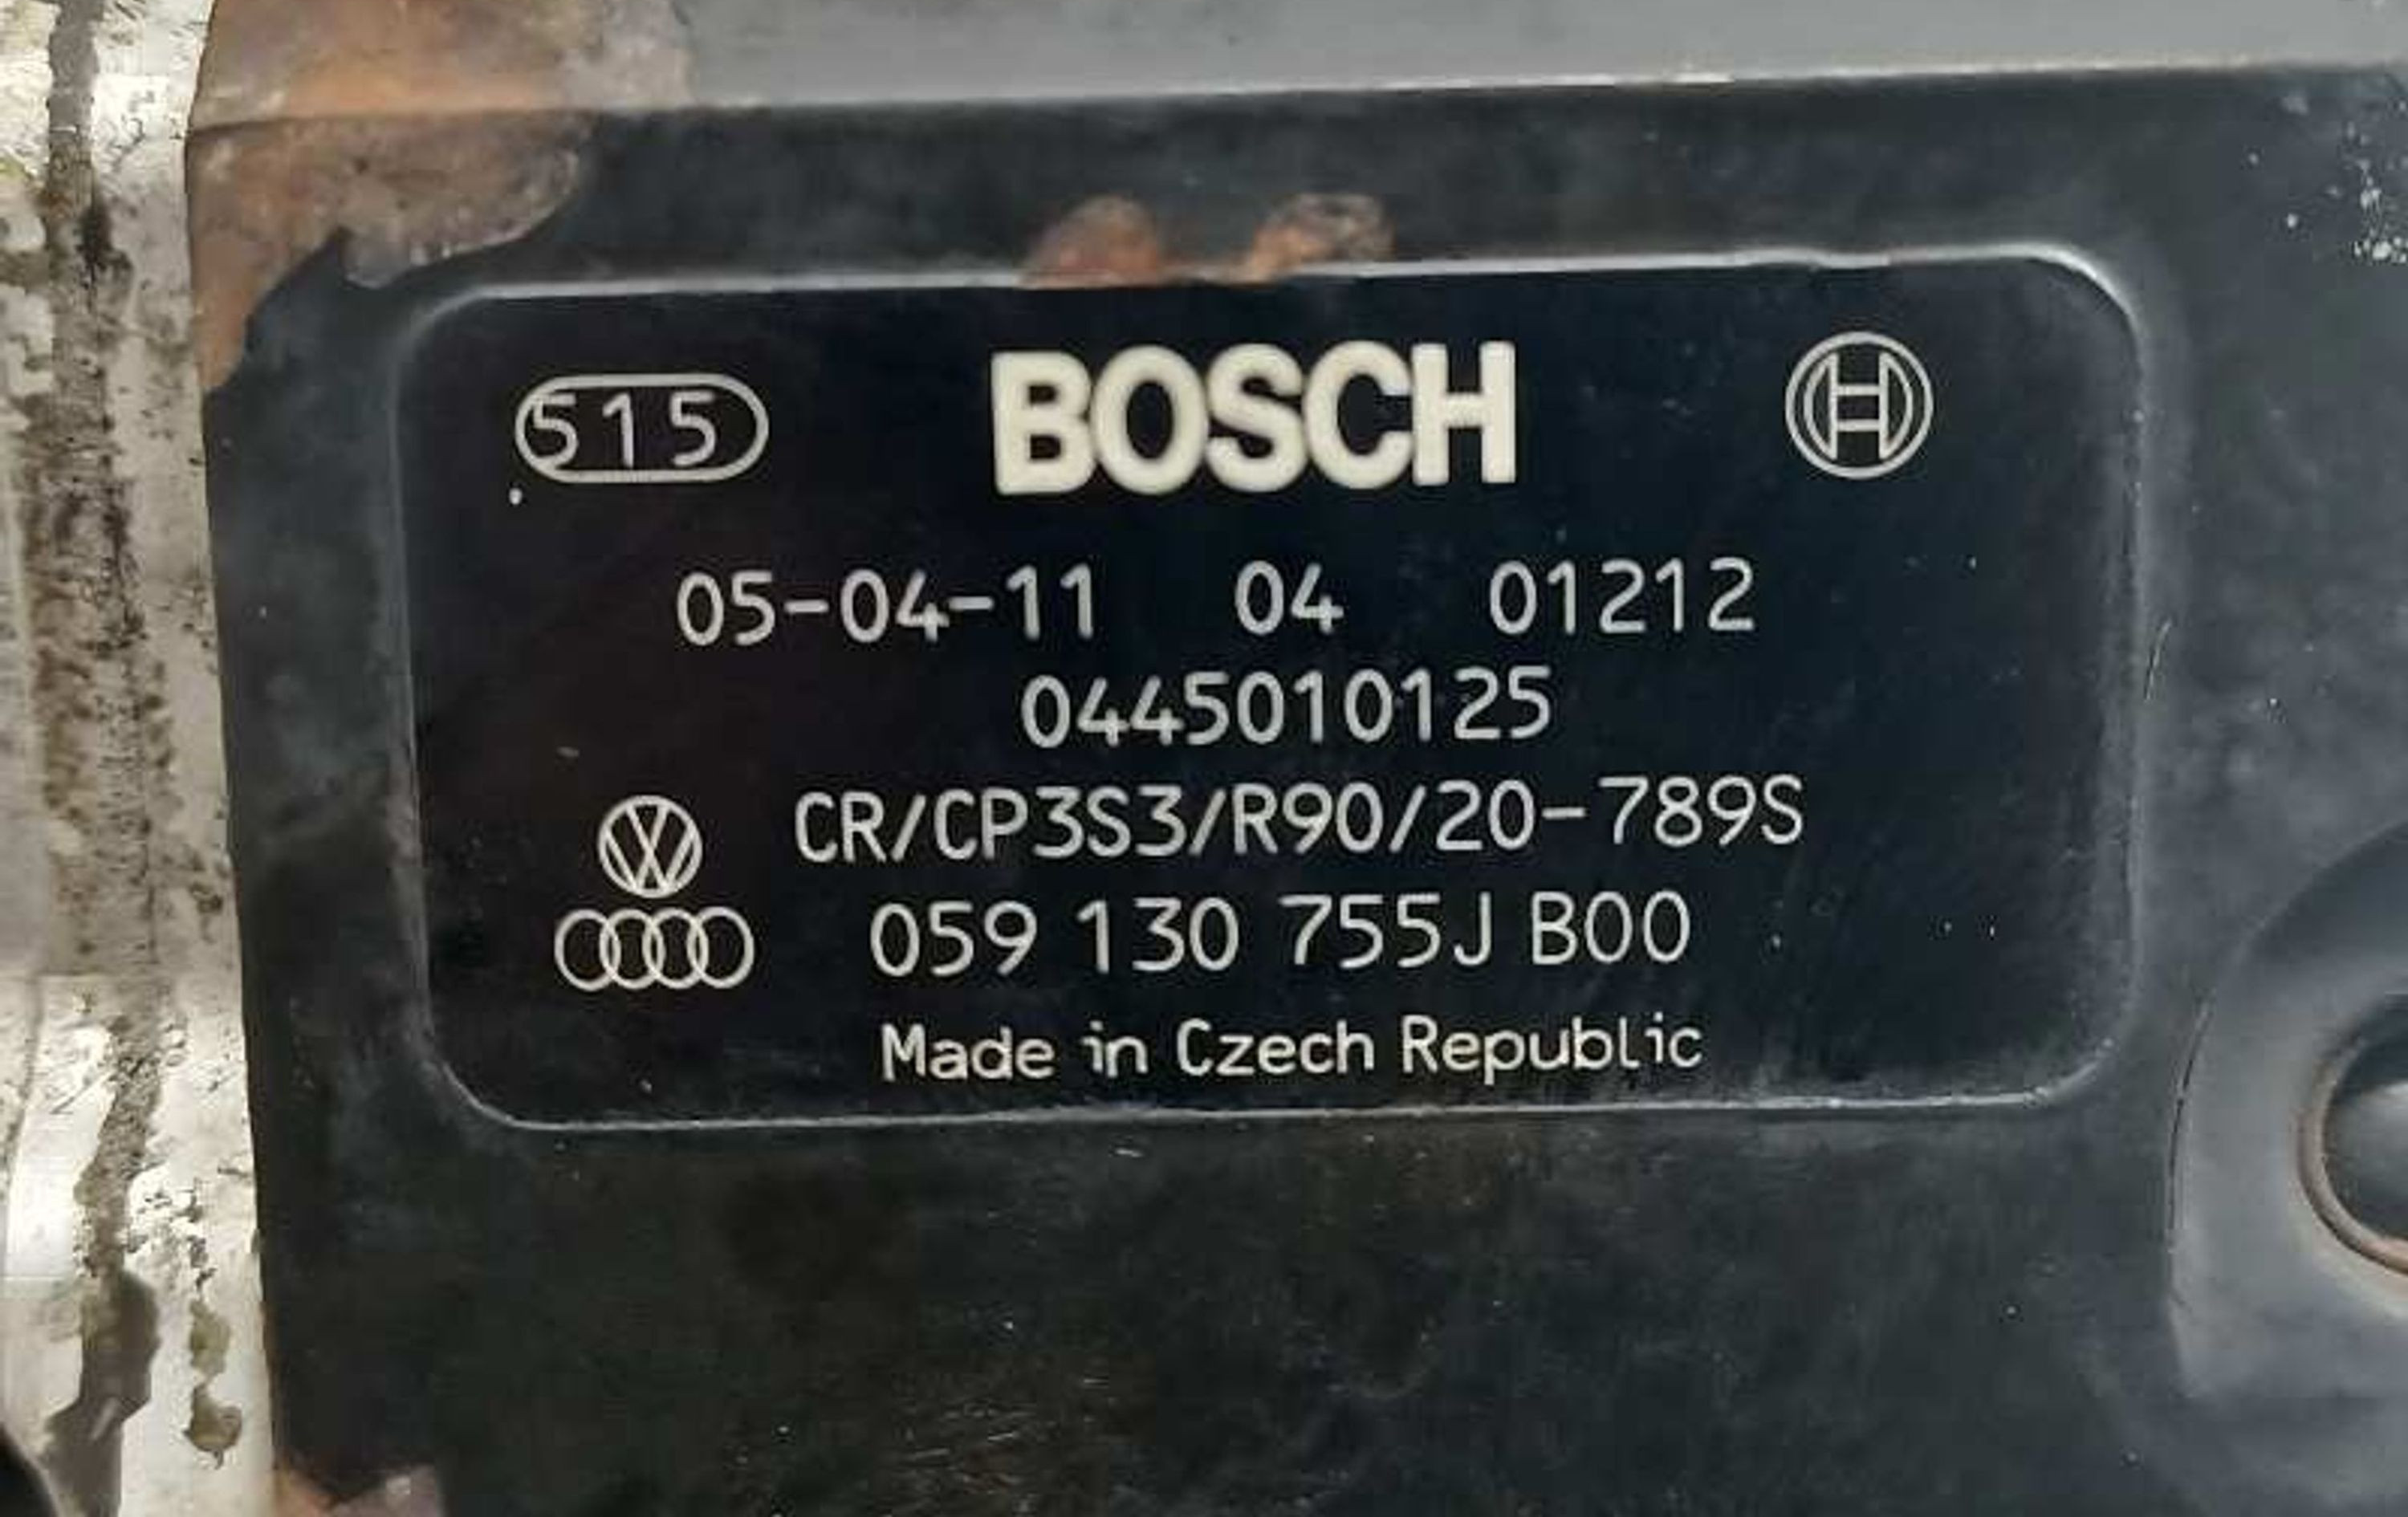 515 BOSCH
05-04-11 04 01212
0445010125
CR/CP3S3/R90/20-789S
059 130 755J B00
Made in Czech Republic